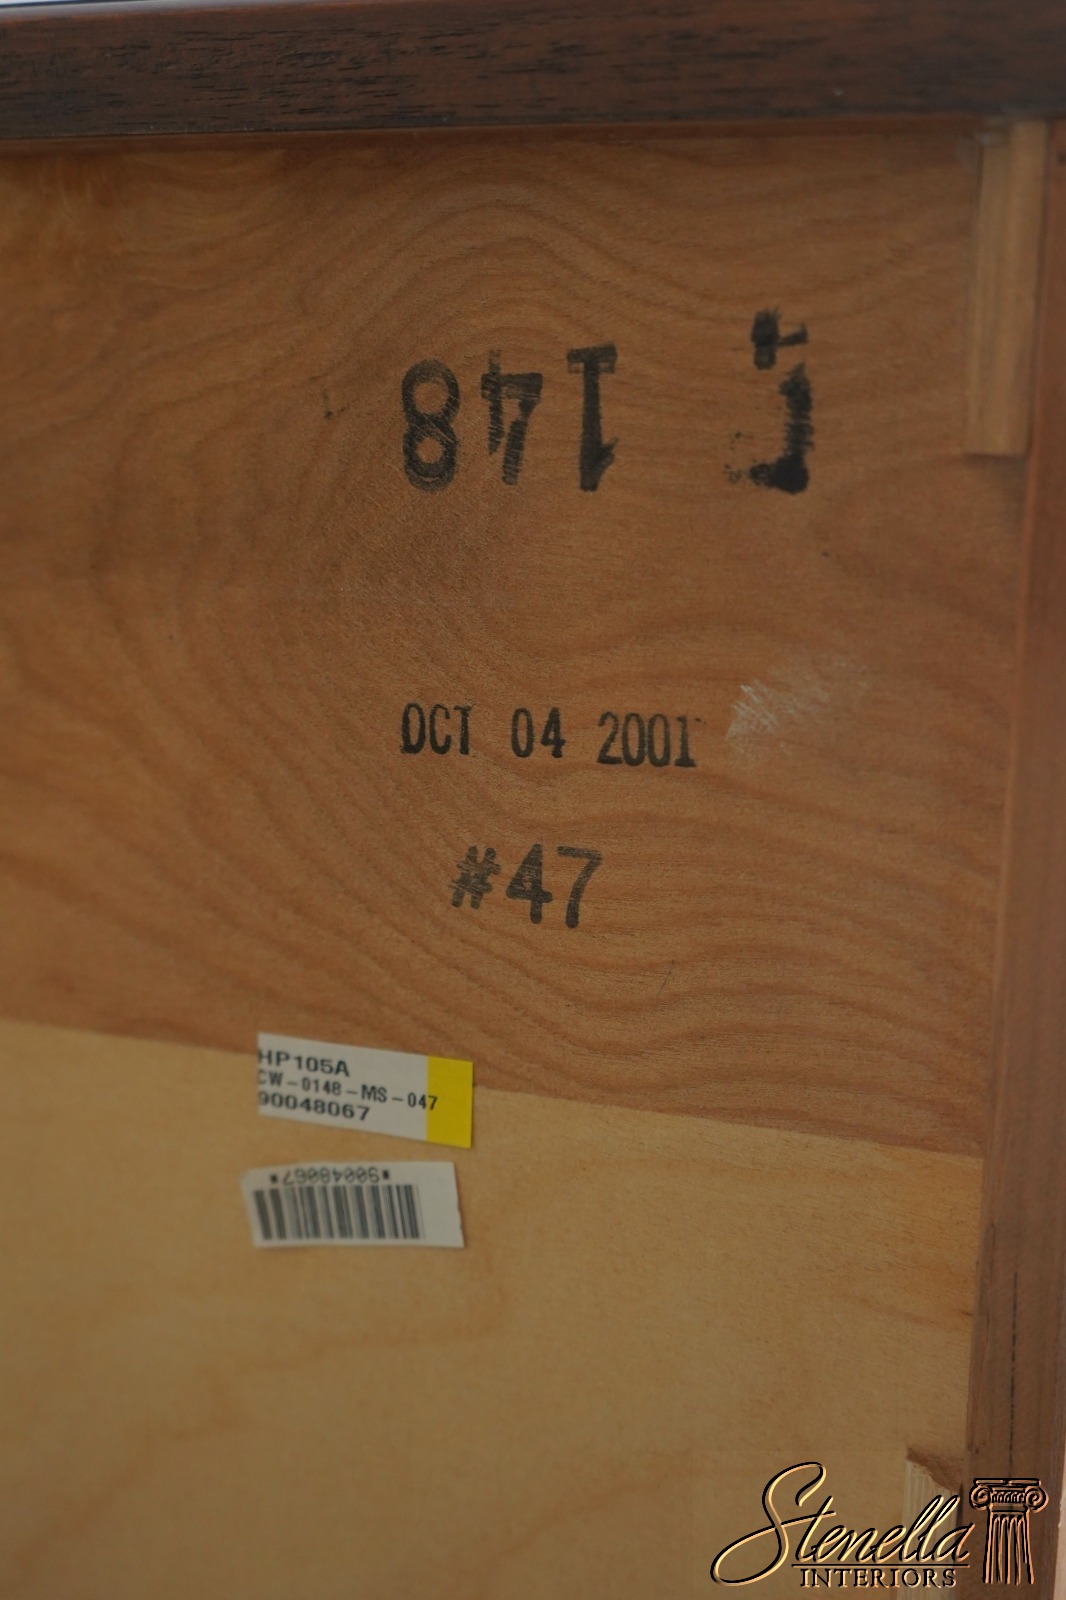 148
OCT 04 2001
#47
HP105A
CW-0148-MS-047
90048067
*90048067*
Stenella
INTERIORS